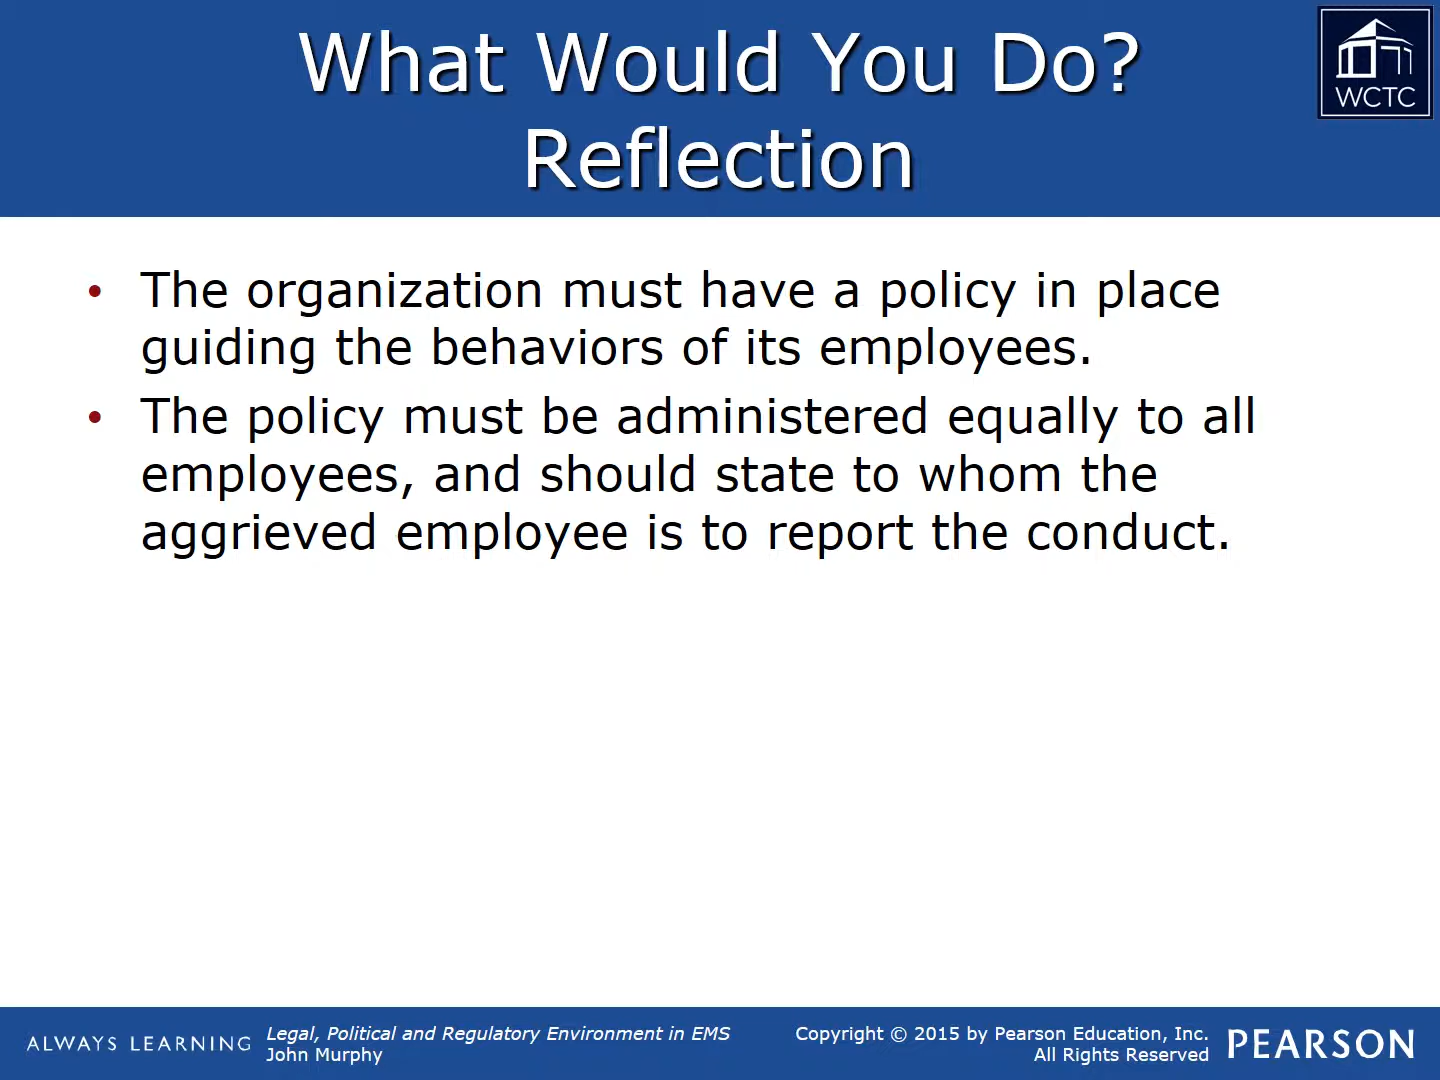 What Would You Do?
Reflection
WCTC
• The organization must have a policy in place
guiding the behaviors of its employees.
• The policy must be administered equally to all
employees, and should state to whom the
aggrieved employee is to report the conduct.
ALWAYS LEARNING
Legal, Political and Regulatory Environment in EMS
John Murphy
Copyright © 2015 by Pearson Education, Inc.
All Rights Reserved
PEARSON